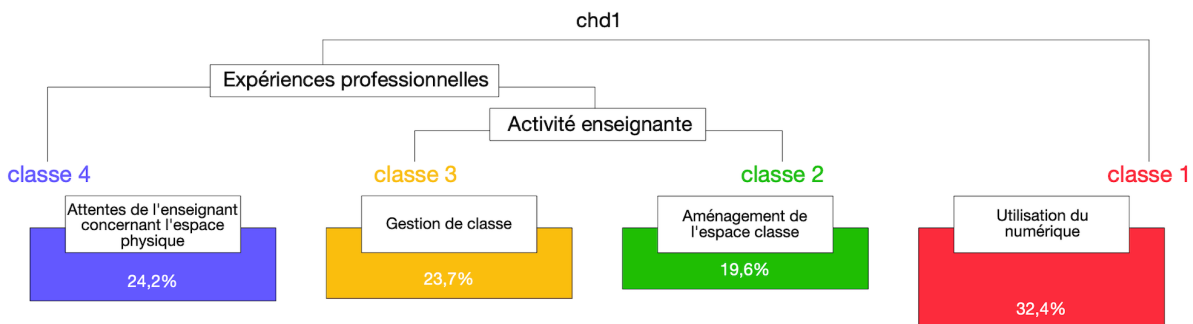 chd1
Expériences professionnelles
Activité enseignante
classe 4
classe 3
classe 2
classe 1
Attentes de l'enseignant
concernant l'espace
physique
24,2%
Gestion de classe
23,7%
Aménagement de
l'espace classe
19,6%
Utilisation du
numérique
32,4%